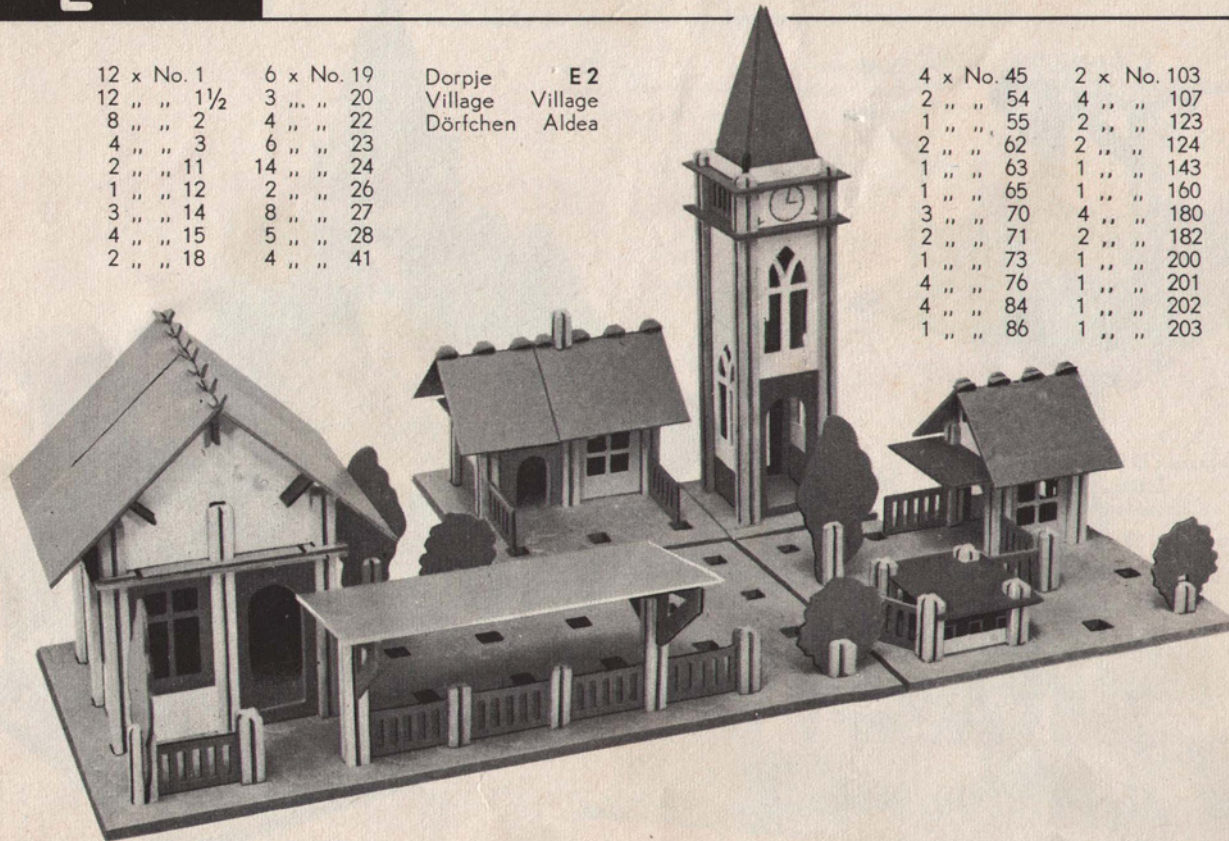 12 x No. 1
12 „ „ 1½
8 „ „ 2
4 „ „ 3
2 „ „ 11
1 „ „ 12
3 „ „ 14
4 „ „ 15
2 „ „ 18
6 x No. 19
3 „ „ 20
4 „ „ 22
6 „ „ 23
14 „ „ 24
2 „ „ 26
8 „ „ 27
5 „ „ 28
4 „ „ 41
Dorpje E 2
Village Village
Dörfchen Aldea
4 x No. 45
2 „ „ 54
1 „ „ 55
2 „ „ 62
1 „ „ 63
1 „ „ 65
3 „ „ 70
2 „ „ 71
1 „ „ 73
4 „ „ 76
4 „ „ 84
1 „ „ 86
2 x No. 103
4 „ „ 107
2 „ „ 123
2 „ „ 124
1 „ „ 143
1 „ „ 160
4 „ „ 180
2 „ „ 182
1 „ „ 200
1 „ „ 201
1 „ „ 202
1 „ „ 203